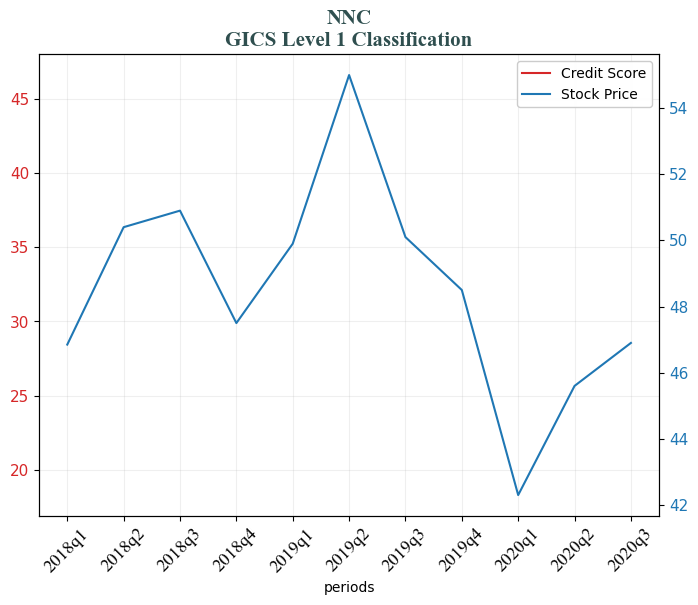 NNC
GICS Level 1 Classification
Credit Score
Stock Price
45
40
35
30
25
20
54
52
50
48
46
44
42
2018q1
2018q2
2018q3
2018q4
2019q1
2019q2
2019q3
2019q4
2020q1
2020q2
2020q3
periods